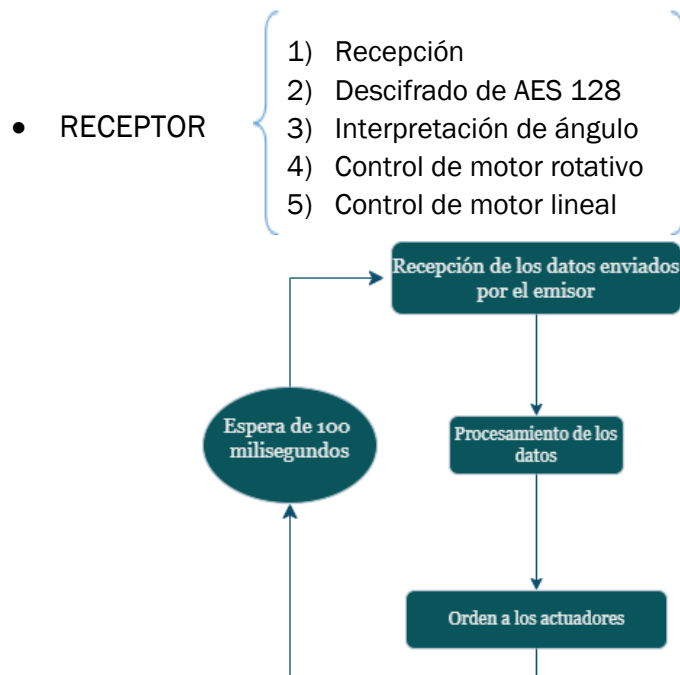 • RECEPTOR
1) Recepción
2) Descifrado de AES 128
3) Interpretación de ángulo
4) Control de motor rotativo
5) Control de motor lineal
Recepción de los datos enviados
por el emisor
Espera de 100
milisegundos
Procesamiento de los
datos
Orden a los actuadores